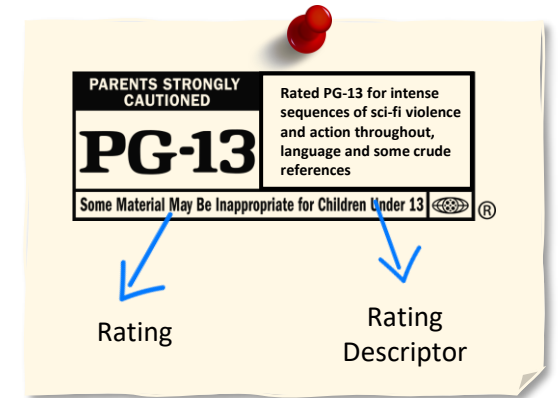 PARENTS STRONGLY
CAUTIONED
PG-13
Rated PG-13 for intense
sequences of sci-fi violence
and action throughout,
language and some crude
references
Some Material May Be Inappropriate for Children Under 13
®
Rating
Rating
Descriptor